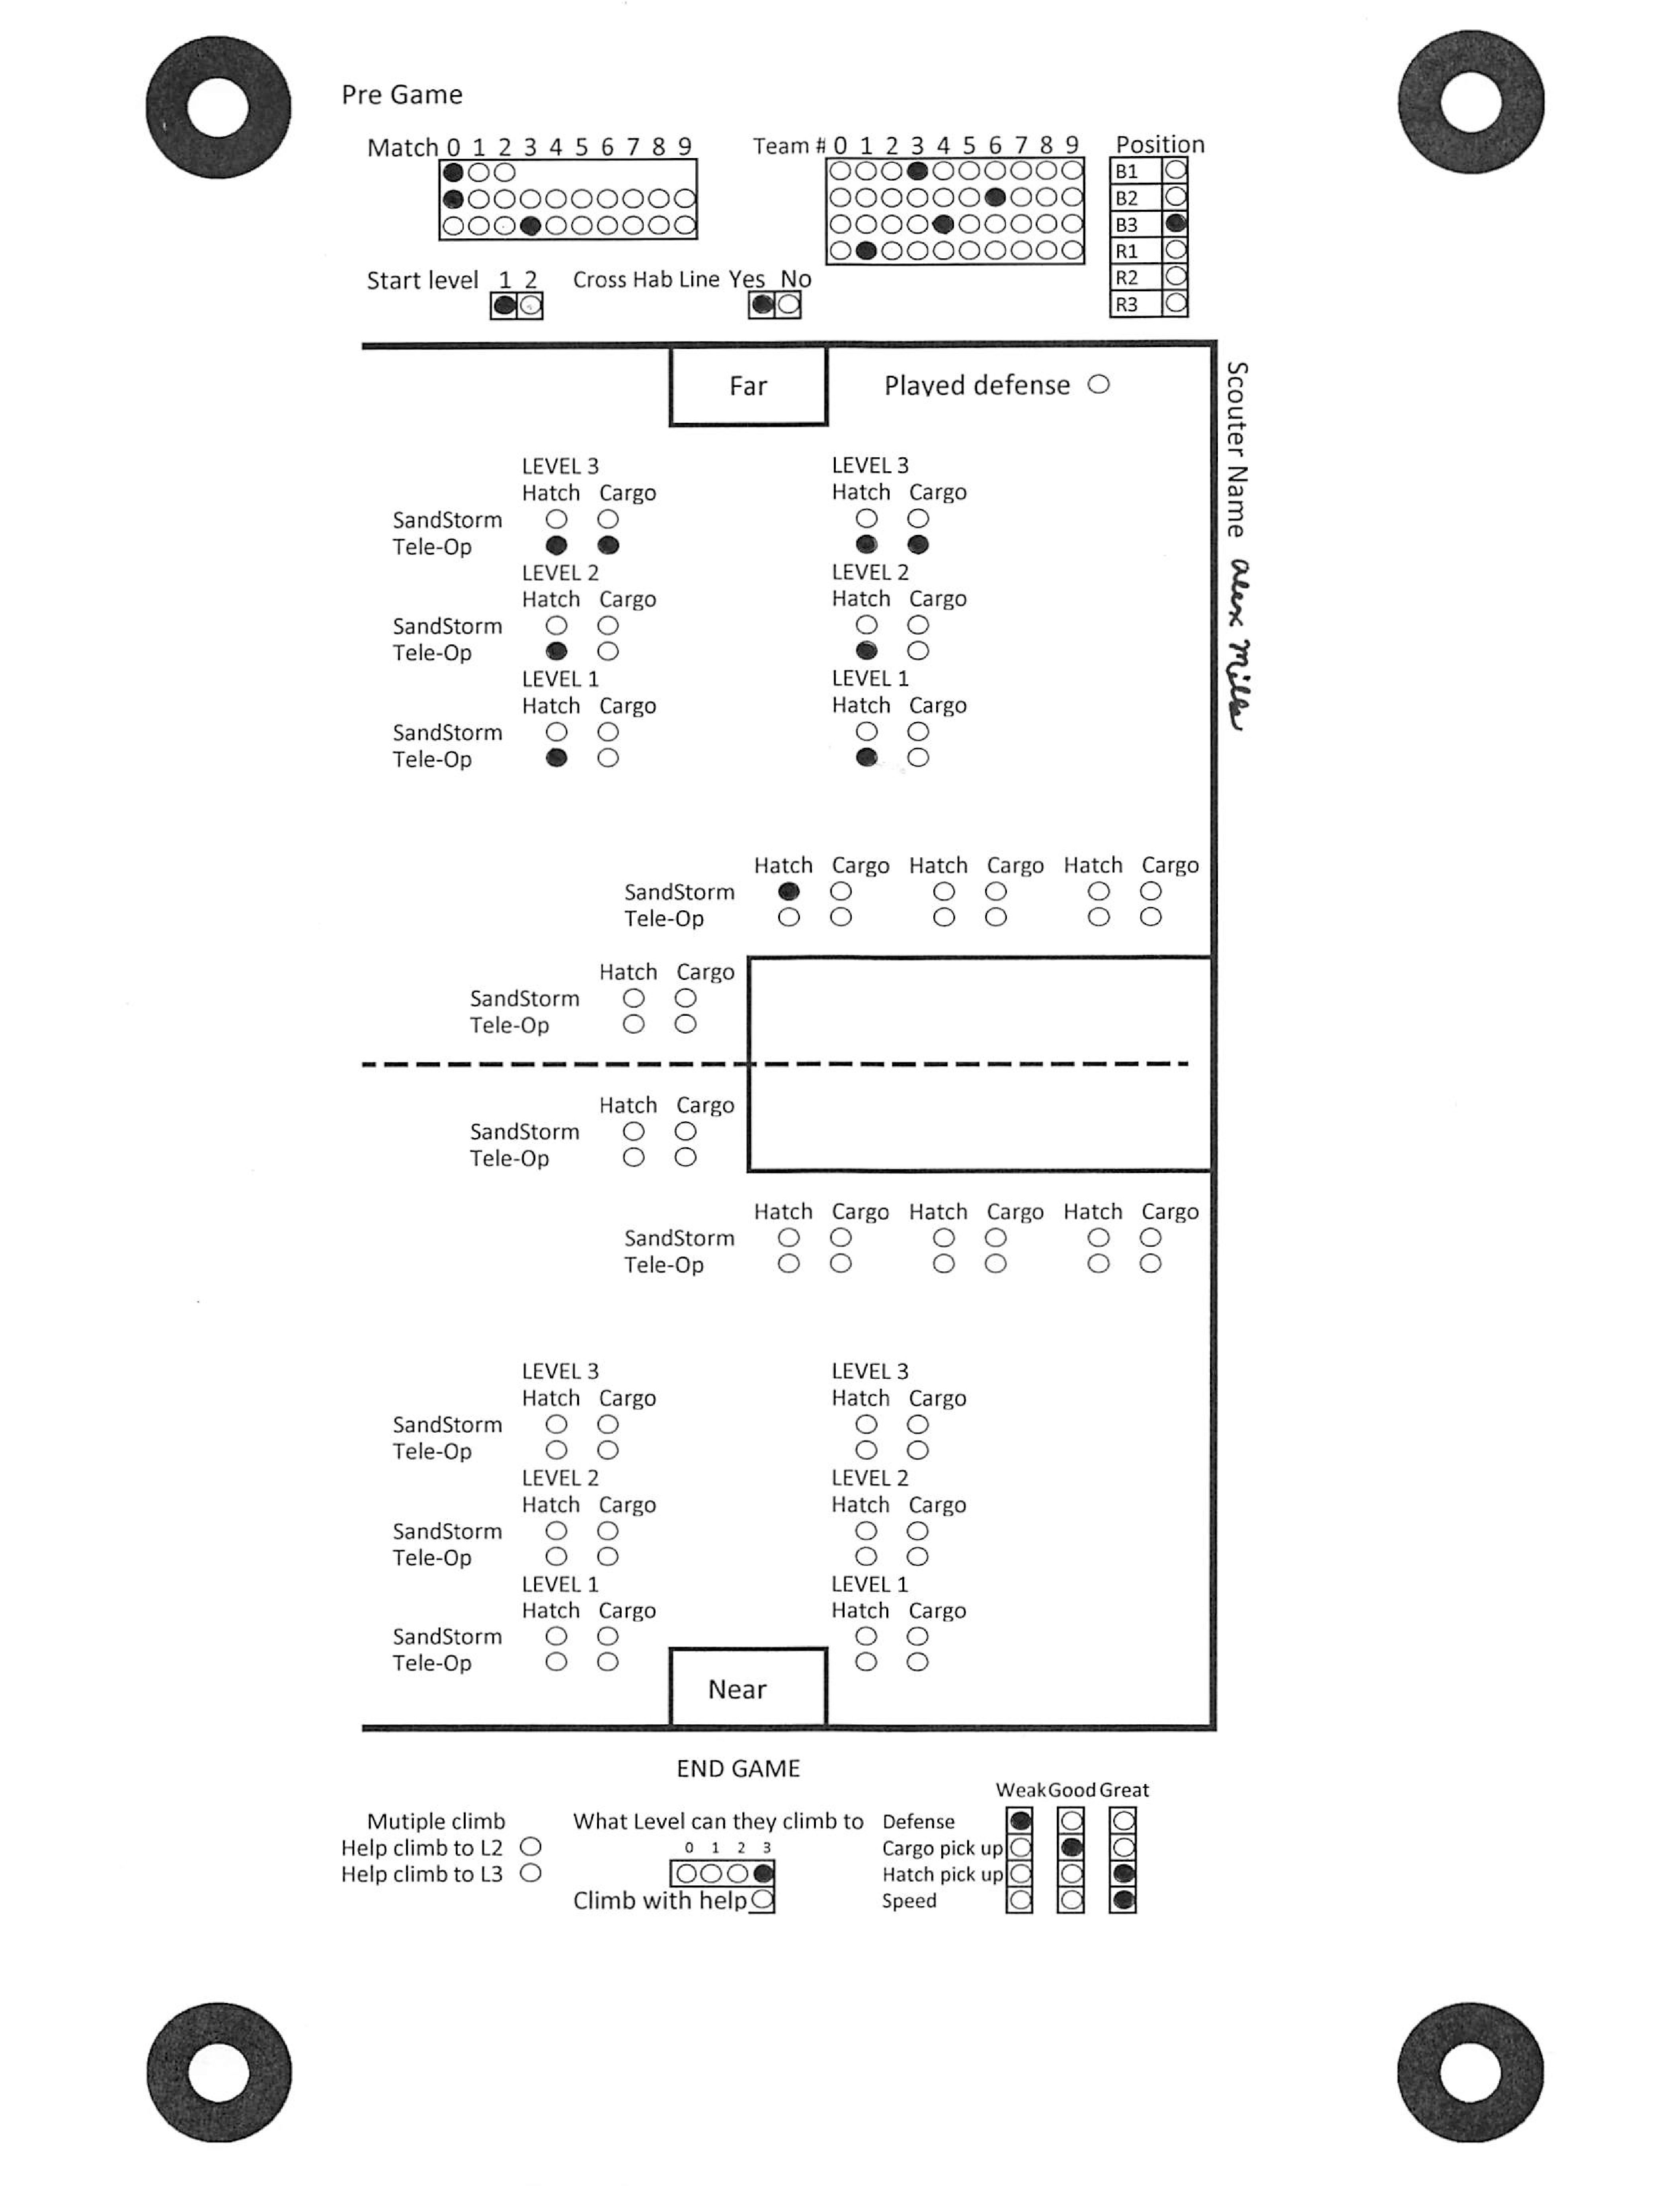 Pre Game
Match 0 1 2 3 4 5 6 7 8 9
Team # 0 1 2 3 4 5 6 7 8 9
Position
B1
B2
B3
R1
R2
R3
Start level 1 2
Cross Hab Line Yes No
Far
Played defense
Scouter Name Alex Mills
LEVEL 3 LEVEL 3
Hatch Cargo Hatch Cargo
SandStorm
Tele-Op
LEVEL 2 LEVEL 2
Hatch Cargo Hatch Cargo
SandStorm
Tele-Op
LEVEL 1 LEVEL 1
Hatch Cargo Hatch Cargo
SandStorm
Tele-Op
Hatch Cargo Hatch Cargo Hatch Cargo
SandStorm
Tele-Op
Hatch Cargo
SandStorm
Tele-Op
Hatch Cargo
SandStorm
Tele-Op
Hatch Cargo Hatch Cargo Hatch Cargo
SandStorm
Tele-Op
LEVEL 3 LEVEL 3
Hatch Cargo Hatch Cargo
SandStorm
Tele-Op
LEVEL 2 LEVEL 2
Hatch Cargo Hatch Cargo
SandStorm
Tele-Op
LEVEL 1 LEVEL 1
Hatch Cargo Hatch Cargo
SandStorm
Tele-Op
Near
END GAME
Mutiple climb
Help climb to L2
Help climb to L3
What Level can they climb to
0 1 2 3
Climb with help
Weak Good Great
Defense
Cargo pick up
Hatch pick up
Speed